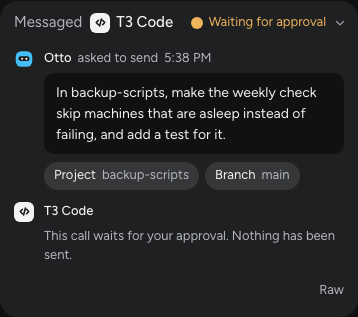 Messaged </> T3 Code Waiting for approval
Otto asked to send 5:38 PM
In backup-scripts, make the weekly check
skip machines that are asleep instead of
failing, and add a test for it.
Project backup-scripts Branch main
</> T3 Code
This call waits for your approval. Nothing has been
sent.
Raw